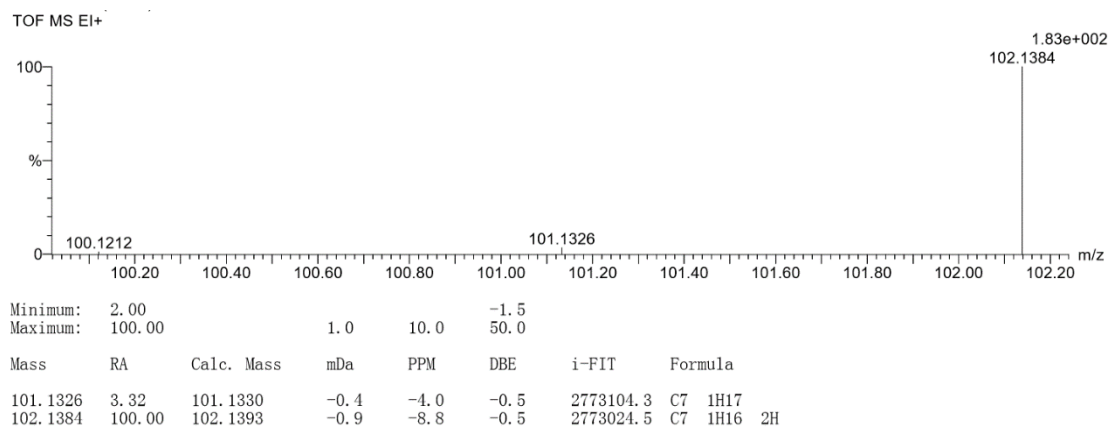 TOF MS EI+
1.83e+002
102.1384
100
%
101.1326
100.1212
0
100.20 100.40 100.60 100.80 101.00 101.20 101.40 101.60 101.80 102.00 102.20 m/z
Minimum: 2.00 -1.5
Maximum: 100.00 1.0 10.0 50.0
Mass RA Calc. Mass mDa PPM DBE i-FIT Formula
101.1326 3.32 101.1330 -0.4 -4.0 -0.5 2773104.3 C7 1H17
102.1384 100.00 102.1393 -0.9 -8.8 -0.5 2773024.5 C7 1H16 2H